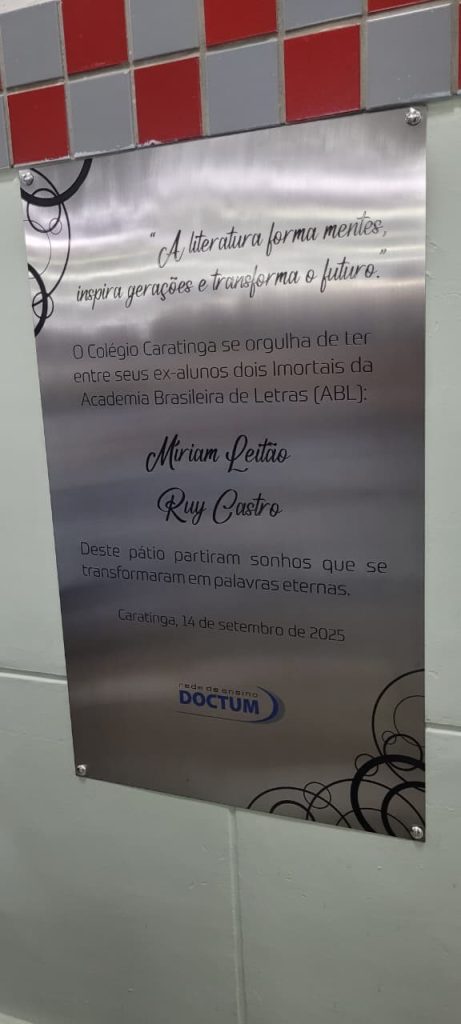 “A literatura forma mentes,
inspira gerações e transforma o futuro.”
O Colégio Caratinga se orgulha de ter
entre seus ex-alunos dois Imortais da
Academia Brasileira de Letras (ABL):
Míriam Leitão
Ruy Castro
Deste pátio partiram sonhos que se
transformaram em palavras eternas.
Caratinga, 14 de setembro de 2025
rede de ensino
DOCTUM